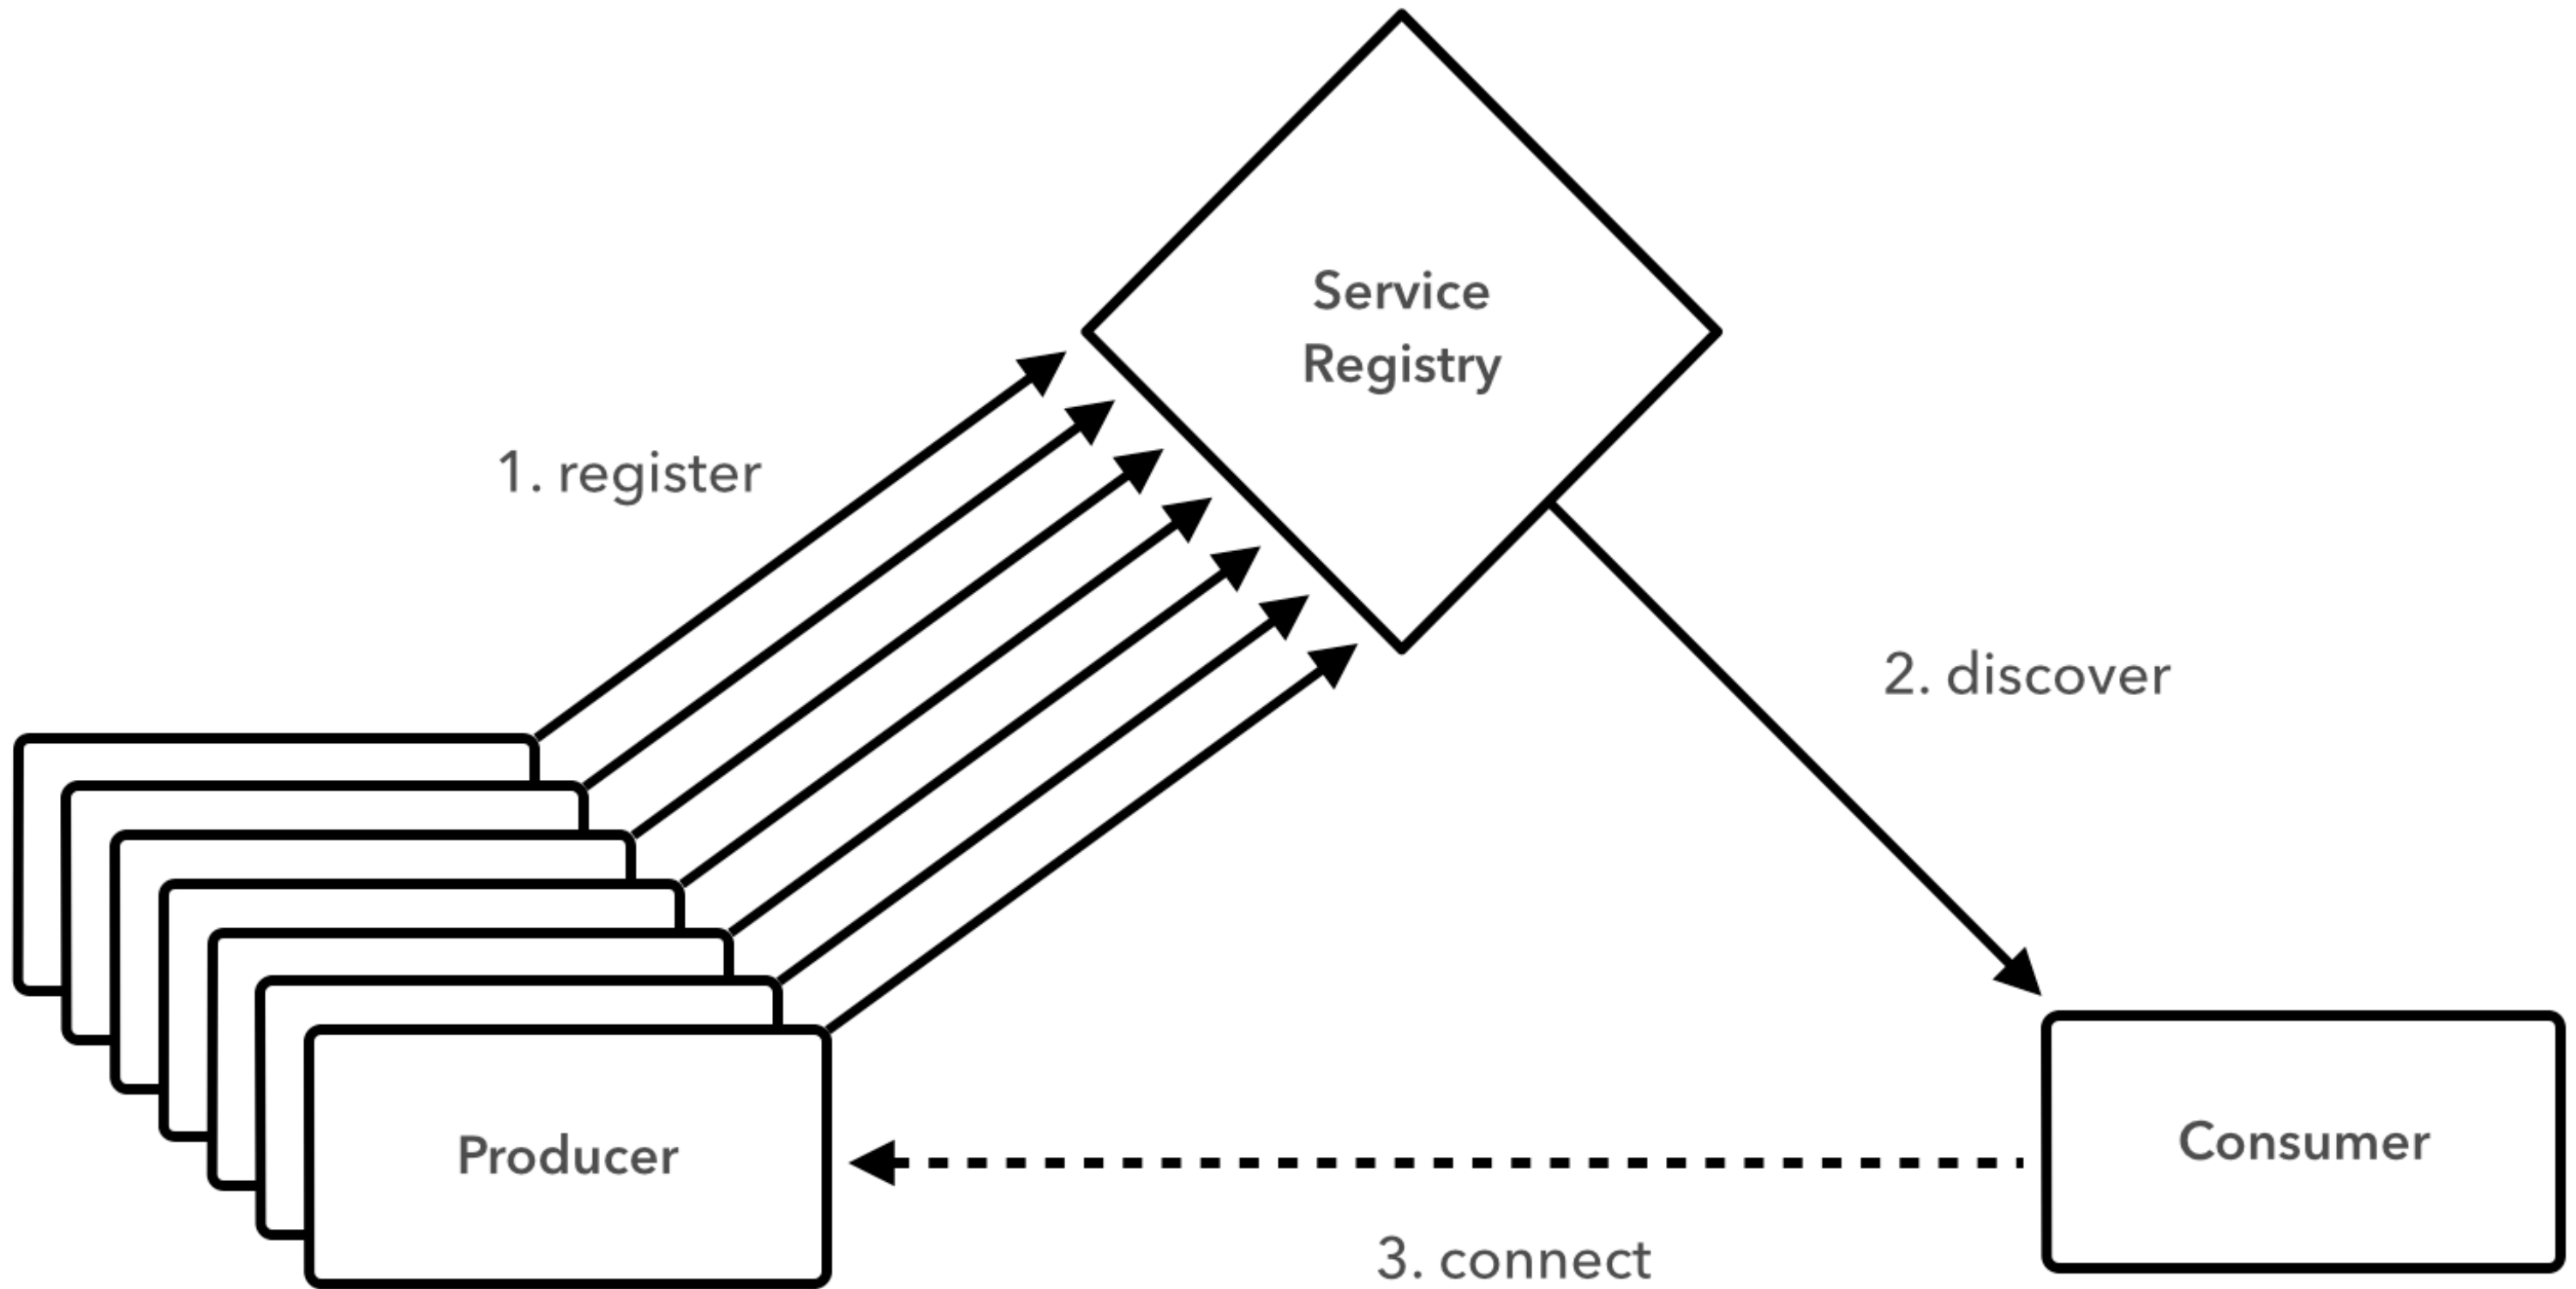 Service
Registry
1. register
2. discover
Producer
Consumer
3. connect